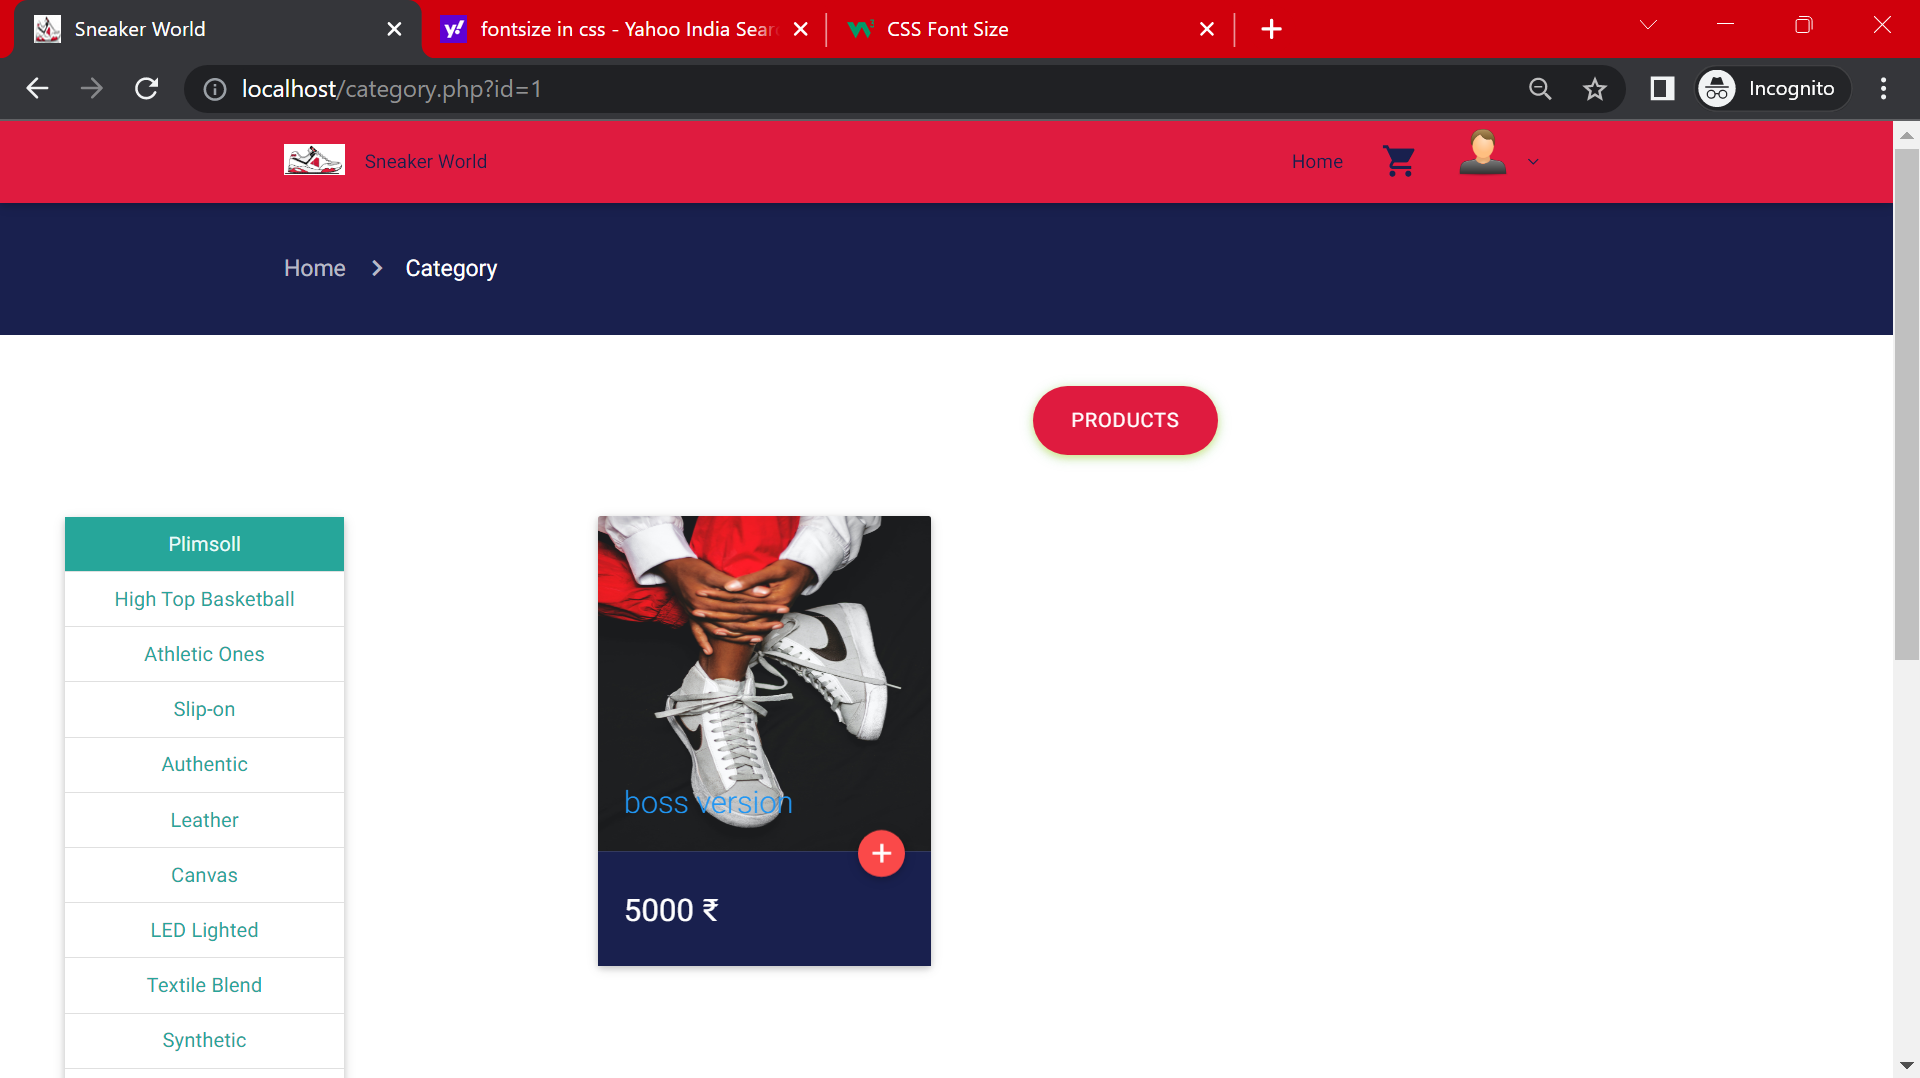 Sneaker World
fontsize in css - Yahoo India Sear
CSS Font Size
localhost/category.php?id=1
Incognito
Sneaker World
Home
Home > Category
PRODUCTS
Plimsoll
High Top Basketball
Athletic Ones
Slip-on
Authentic
Leather
Canvas
LED Lighted
Textile Blend
Synthetic
boss version
5000 ₹